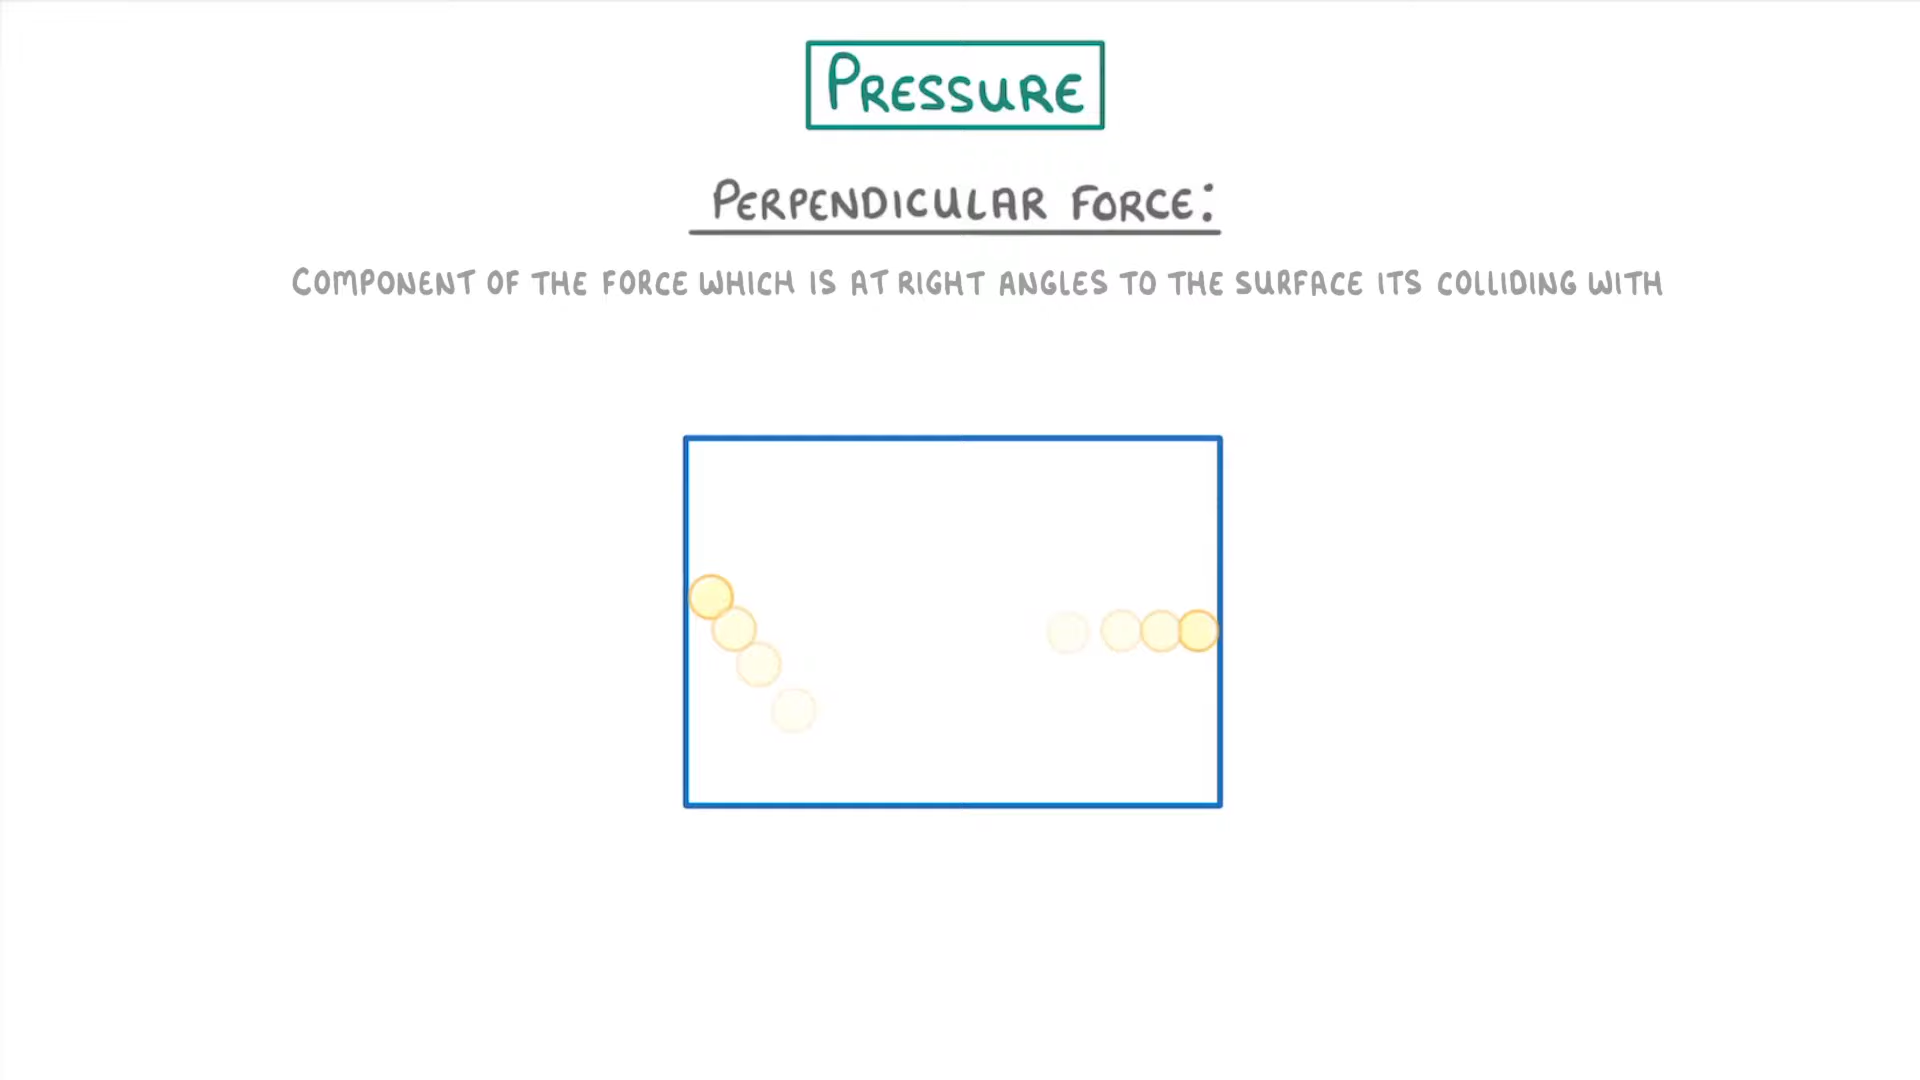 PRESSURE
PERPENDICULAR FORCE:
COMPONENT OF THE FORCE WHICH IS AT RIGHT ANGLES TO THE SURFACE ITS COLLIDING WITH